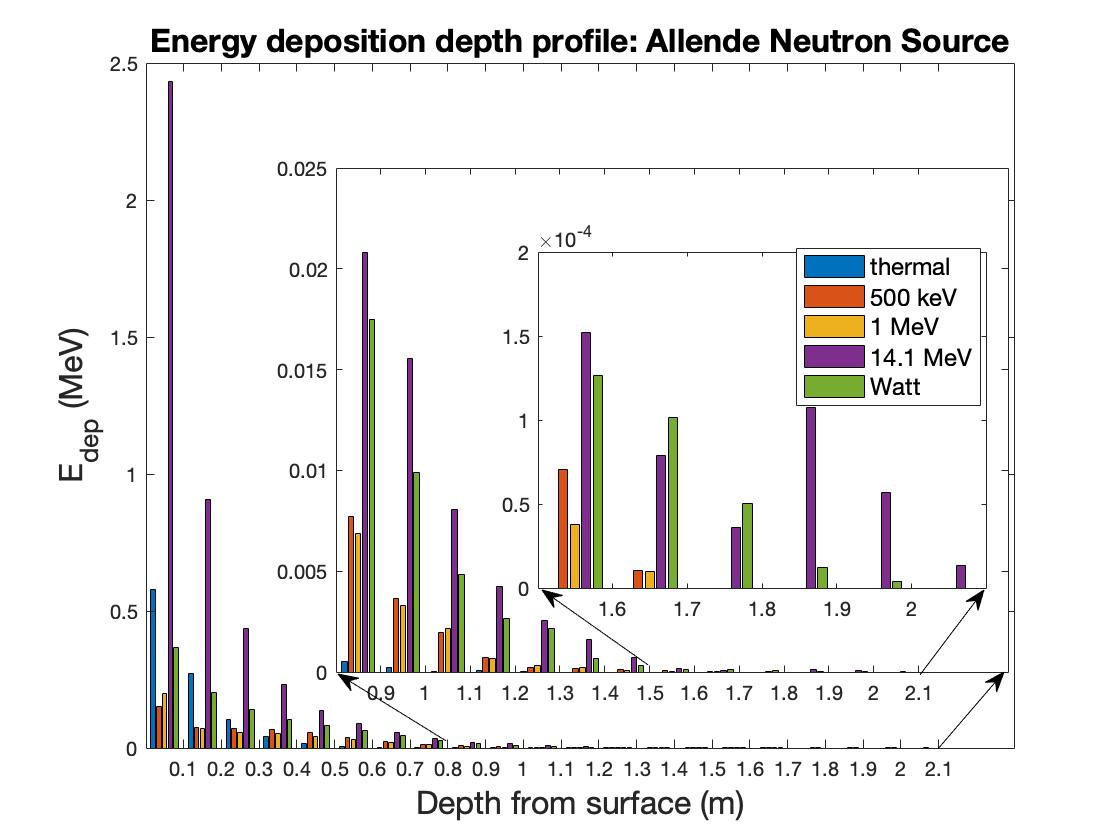 Energy deposition depth profile: Allende Neutron Source
2.5
2
1.5
1
0.5
0
E_dep (MeV)
0.025
0.02
0.015
0.01
0.005
0
2 ×10^-4
1.5
1
0.5
0
thermal
500 keV
1 MeV
14.1 MeV
Watt
1.6 1.7 1.8 1.9 2
0.9 1 1.1 1.2 1.3 1.4 1.5 1.6 1.7 1.8 1.9 2 2.1
0.1 0.2 0.3 0.4 0.5 0.6 0.7 0.8 0.9 1 1.1 1.2 1.3 1.4 1.5 1.6 1.7 1.8 1.9 2 2.1
Depth from surface (m)